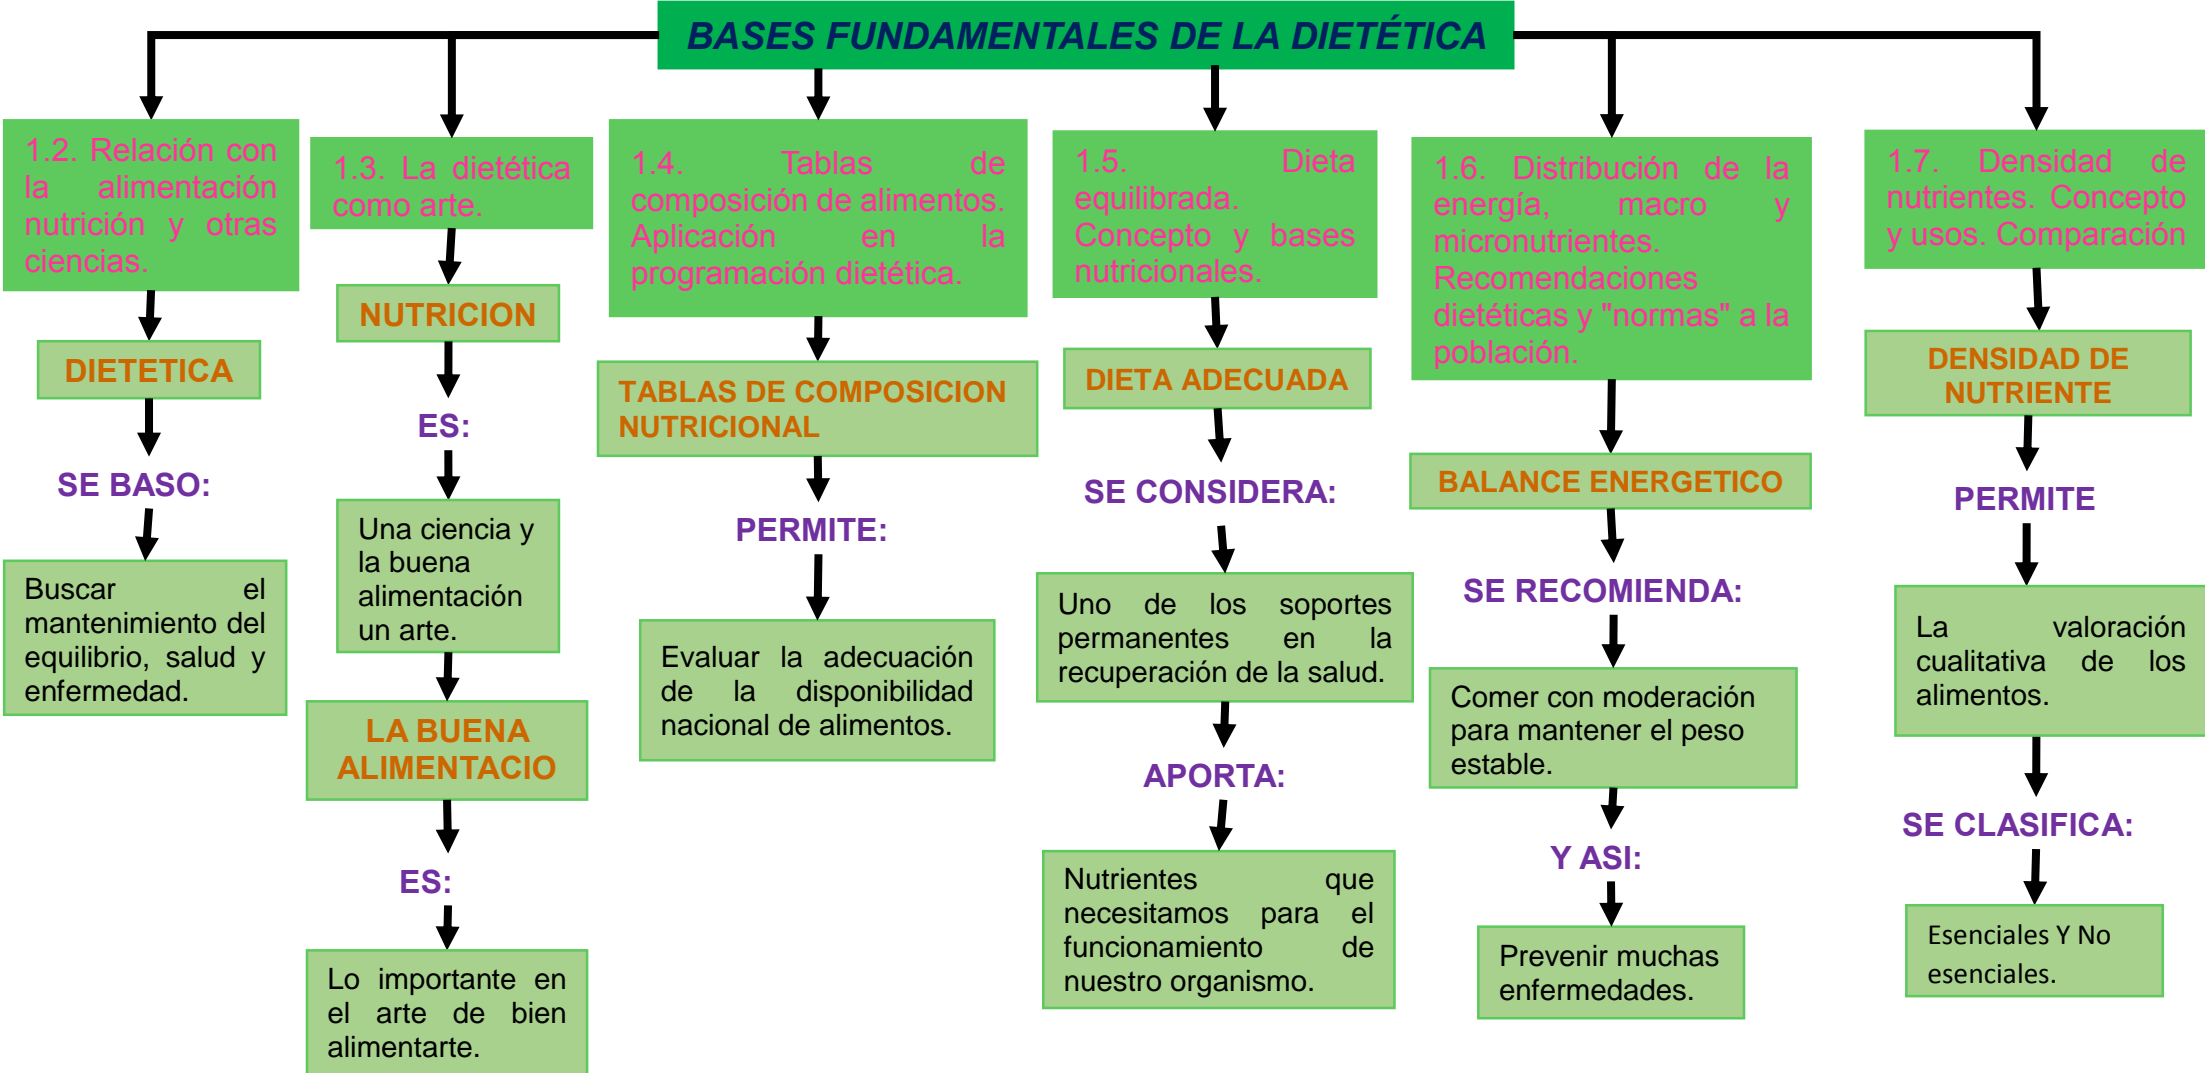 BASES FUNDAMENTALES DE LA DIETÉTICA
1.2. Relación con
la alimentación
nutrición y otras
ciencias.
DIETETICA
SE BASO:
Buscar el
mantenimiento del
equilibrio, salud y
enfermedad.
1.3. La dietética
como arte.
NUTRICION
ES:
Una ciencia y
la buena
alimentación
un arte.
LA BUENA
ALIMENTACIO
ES:
Lo importante en
el arte de bien
alimentarte.
1.4. Tablas de
composición de alimentos.
Aplicación en la
programación dietética.
TABLAS DE COMPOSICION
NUTRICIONAL
PERMITE:
Evaluar la adecuación
de la disponibilidad
nacional de alimentos.
1.5. Dieta
equilibrada.
Concepto y bases
nutricionales.
DIETA ADECUADA
SE CONSIDERA:
Uno de los soportes
permanentes en la
recuperación de la salud.
APORTA:
Nutrientes que
necesitamos para el
funcionamiento de
nuestro organismo.
1.6. Distribución de la
energía, macro y
micronutrientes.
Recomendaciones
dietéticas y "normas" a la
población.
BALANCE ENERGETICO
SE RECOMIENDA:
Comer con moderación
para mantener el peso
estable.
Y ASI:
Prevenir muchas
enfermedades.
1.7. Densidad de
nutrientes. Concepto
y usos. Comparación
DENSIDAD DE
NUTRIENTE
PERMITE
La valoración
cualitativa de los
alimentos.
SE CLASIFICA:
Esenciales Y No
esenciales.